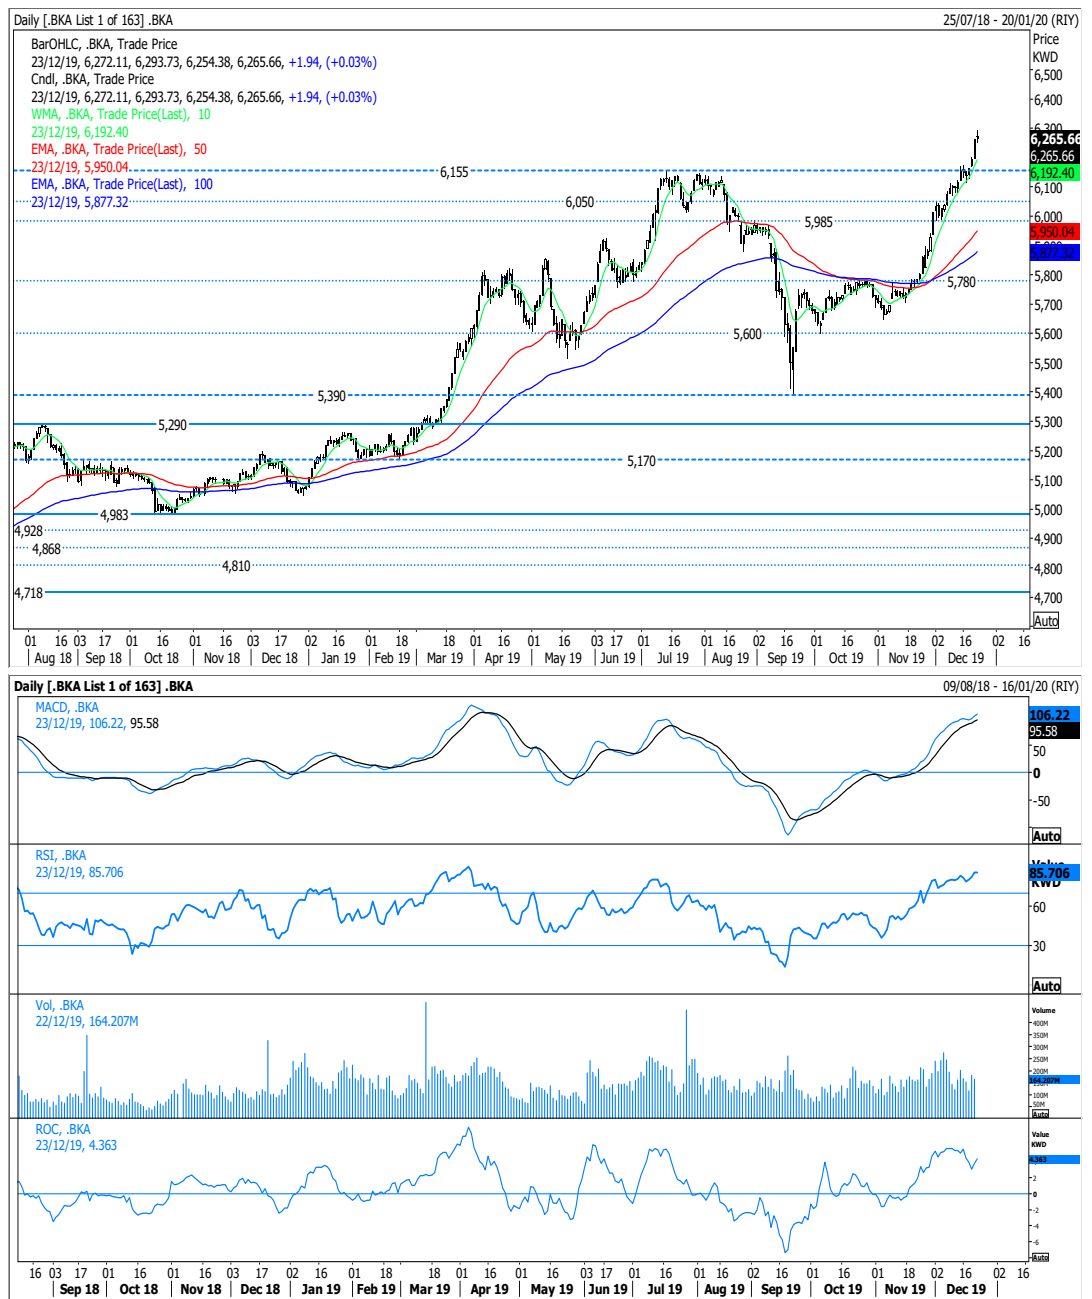 Daily [.BKA List 1 of 163] .BKA 25/07/18 - 20/01/20 (RIY)
BarOHLC, .BKA, Trade Price
23/12/19, 6,272.11, 6,293.73, 6,254.38, 6,265.66, +1.94, (+0.03%)
Cndl, .BKA, Trade Price
23/12/19, 6,272.11, 6,293.73, 6,254.38, 6,265.66, +1.94, (+0.03%)
WMA, .BKA, Trade Price(Last), 10
23/12/19, 6,192.40
EMA, .BKA, Trade Price(Last), 50
23/12/19, 5,950.04
EMA, .BKA, Trade Price(Last), 100
23/12/19, 5,877.32
Price
KWD
6,500
6,400
6,300
6,265.66
6,265.66
6,192.40
6,100
6,000
5,950.04
5,877.32
5,800
5,700
5,600
5,500
5,400
5,300
5,200
5,100
5,000
4,900
4,800
4,700
Auto
6,155
6,050
5,985
5,780
5,600
5,390
5,290
5,170
4,983
4,928
4,868
4,810
4,718
01 16 03 17 01 16 01 18 03 17 02 16 03 18 03 18 01 16 01 16 03 17 01 16 01 18 02 16 01 16 03 18 02 16 02 16
Aug 18 Sep 18 Oct 18 Nov 18 Dec 18 Jan 19 Feb 19 Mar 19 Apr 19 May 19 Jun 19 Jul 19 Aug 19 Sep 19 Oct 19 Nov 19 Dec 19
Daily [.BKA List 1 of 163] .BKA 09/08/18 - 16/01/20 (RIY)
MACD, .BKA
23/12/19, 106.22, 95.58
106.22
95.58
50
0
-50
Auto
RSI, .BKA
23/12/19, 85.706
Value
85.706
KWD
60
30
Auto
Vol, .BKA
22/12/19, 164.207M
Volume
400M
350M
300M
250M
200M
164.207M
100M
50M
Auto
ROC, .BKA
23/12/19, 4.363
Value
KWD
4.363
2
0
-2
-4
-6
Auto
16 03 16 01 16 01 18 03 17 02 16 03 18 18 01 16 01 16 03 17 01 16 01 18 02 16 01 16 03 18 02 16 02 16
Sep 18 Oct 18 Nov 18 Dec 18 Jan 19 Feb 19 Mar 19 Apr 19 May 19 Jun 19 Jul 19 Aug 19 Sep 19 Oct 19 Nov 19 Dec 19